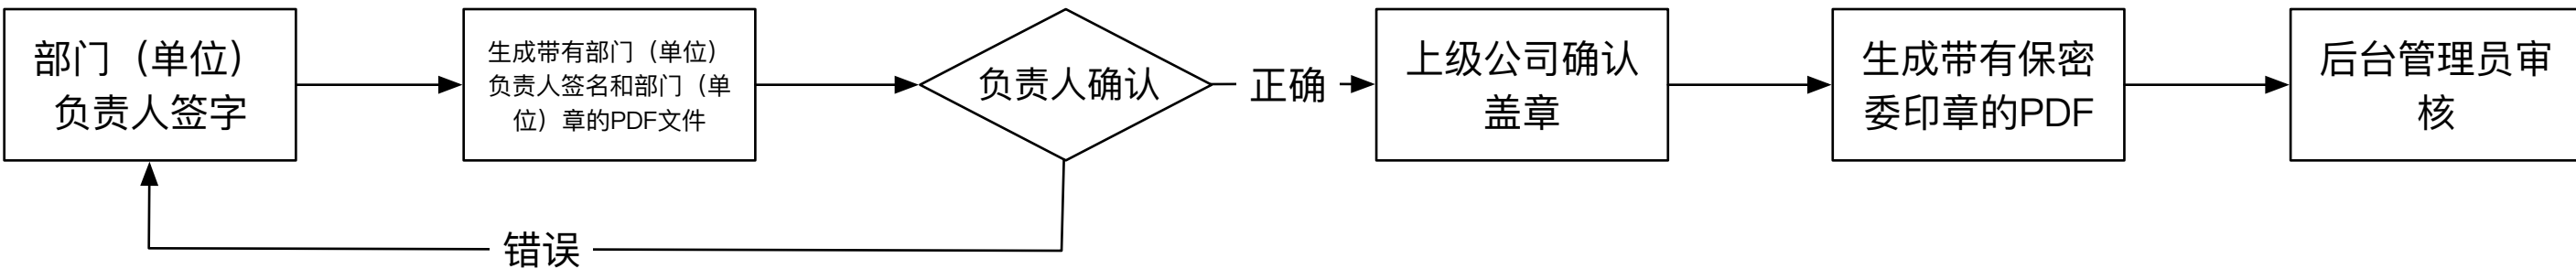 部门（单位）
负责人签字
生成带有部门（单位）
负责人签名和部门（单
位）章的PDF文件
负责人确认
正确
上级公司确认
盖章
生成带有保密
委印章的PDF
后台管理员审
核
错误